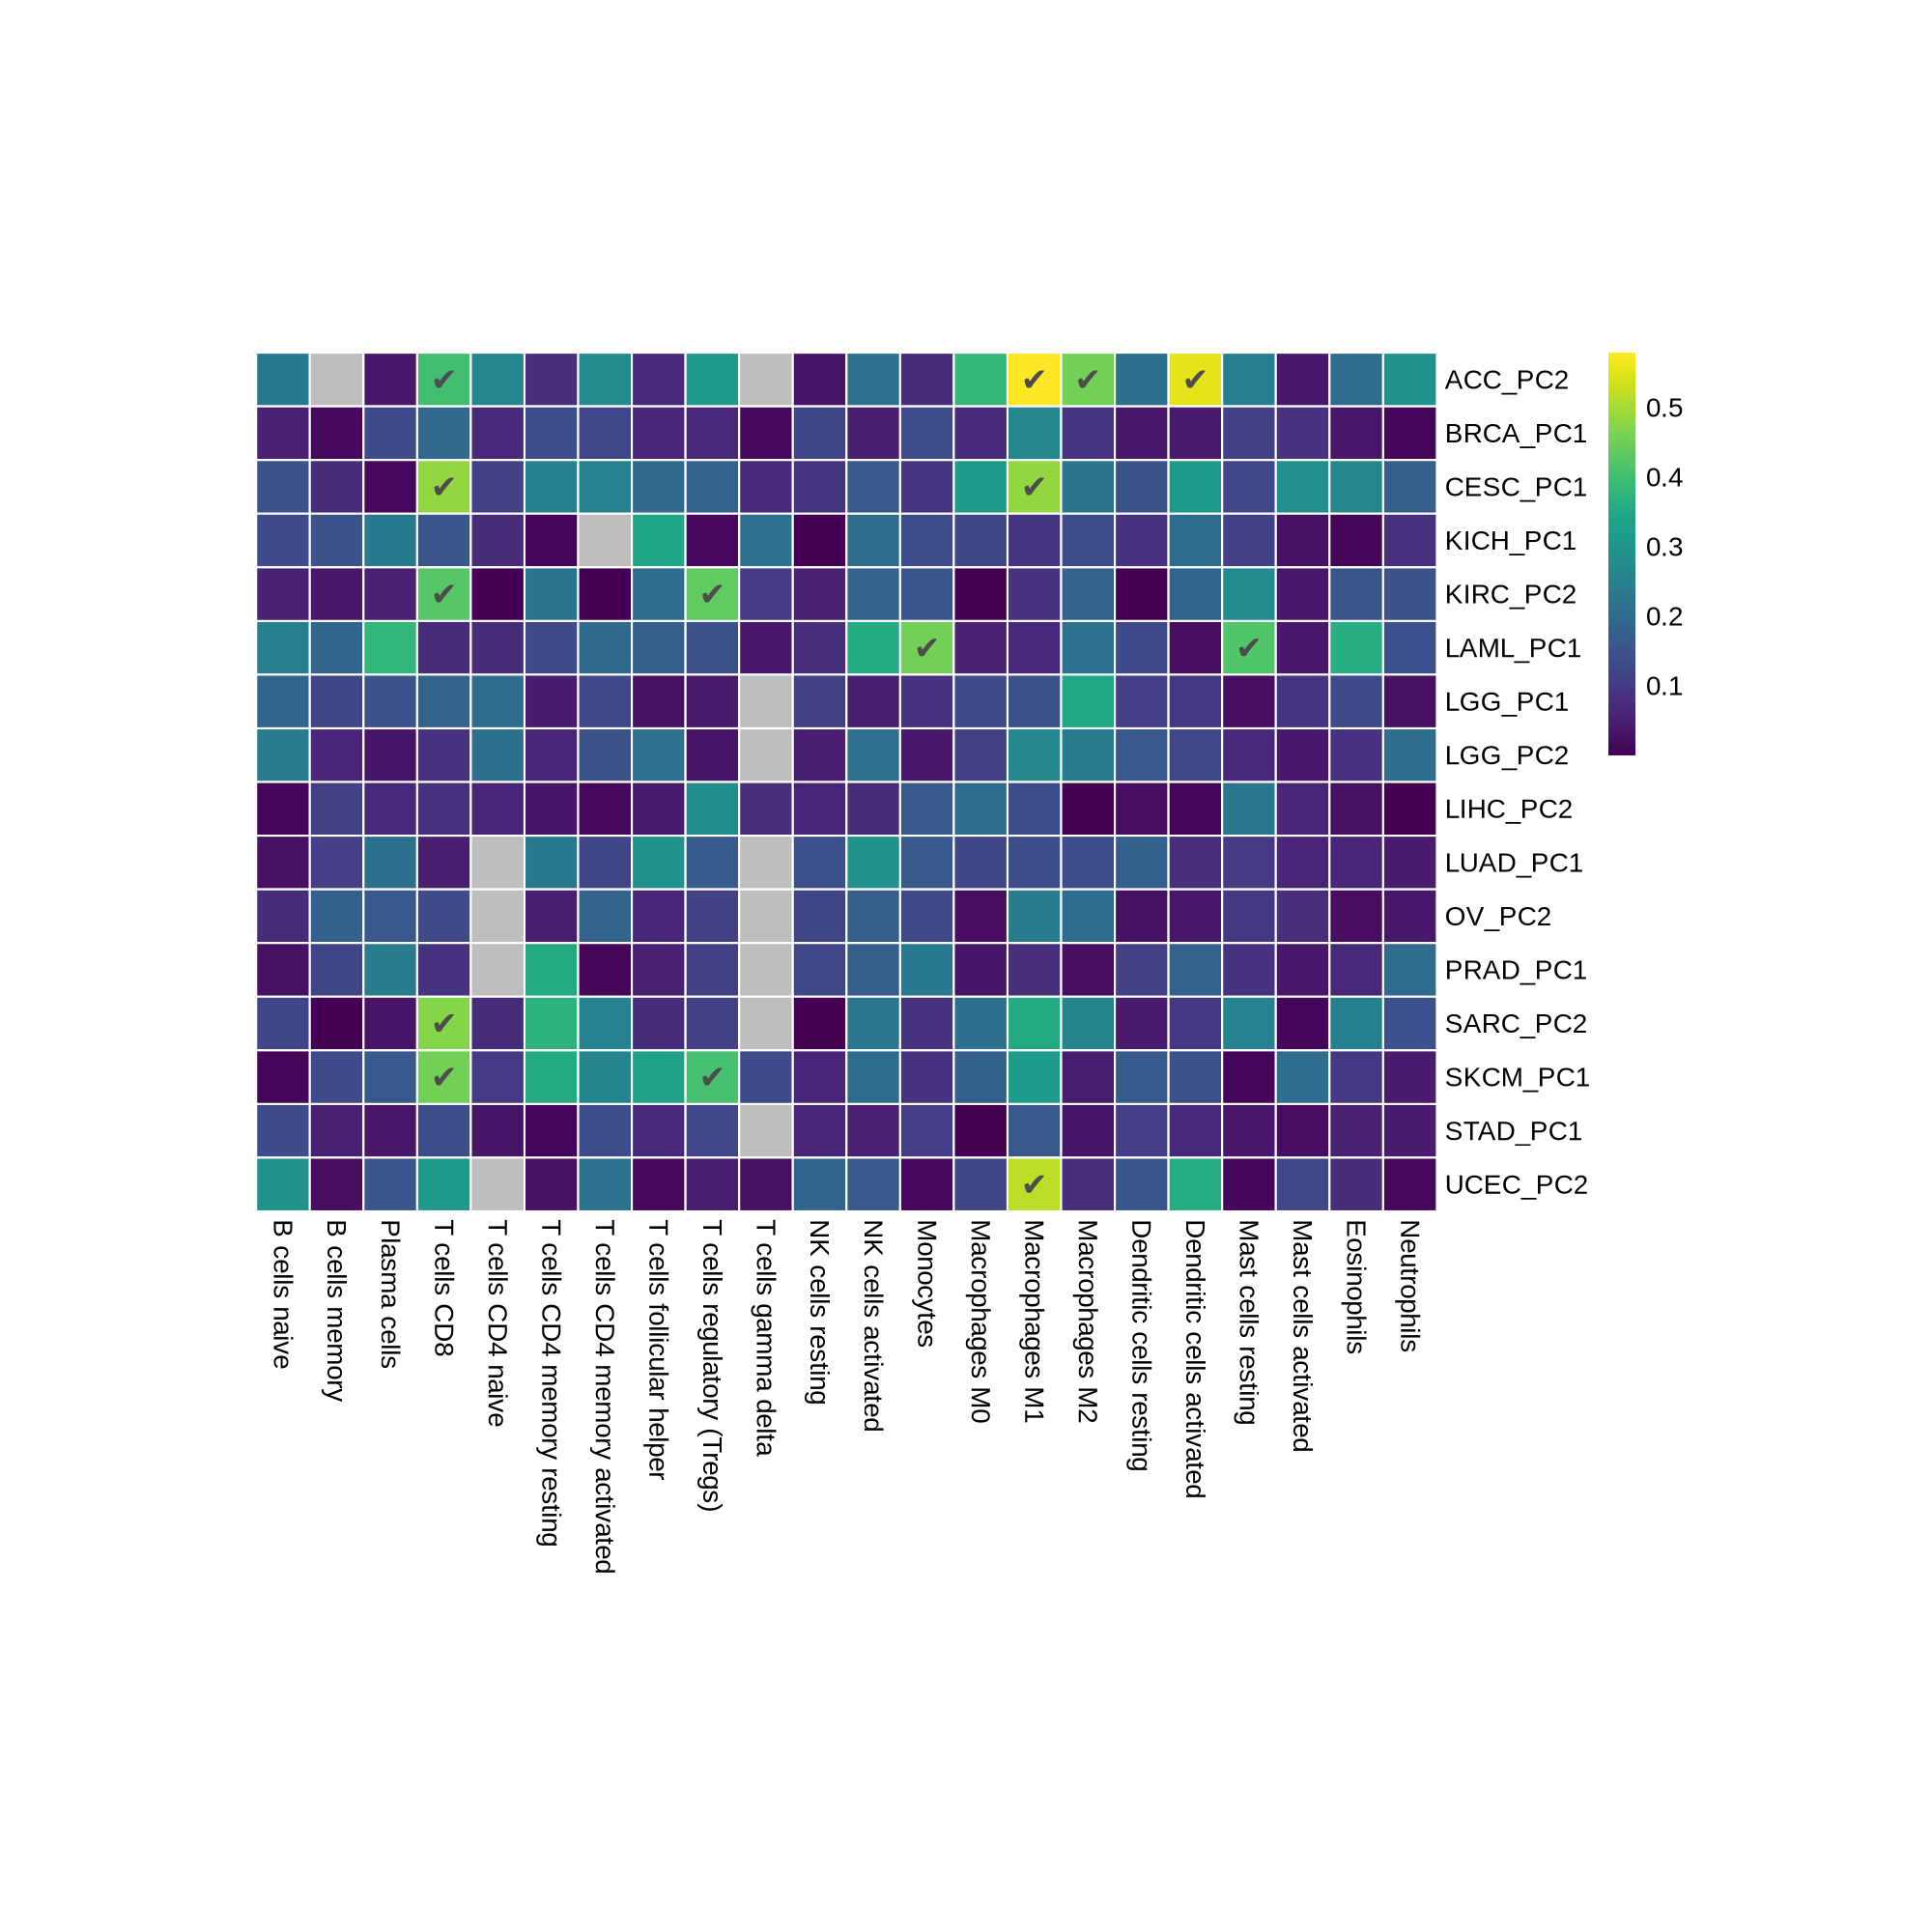 ACC_PC2
BRCA_PC1
CESC_PC1
KICH_PC1
KIRC_PC2
LAML_PC1
LGG_PC1
LGG_PC2
LIHC_PC2
LUAD_PC1
OV_PC2
PRAD_PC1
SARC_PC2
SKCM_PC1
STAD_PC1
UCEC_PC2
0.5
0.4
0.3
0.2
0.1
B cells naive
B cells memory
Plasma cells
T cells CD8
T cells CD4 naive
T cells CD4 memory resting
T cells CD4 memory activated
T cells follicular helper
T cells regulatory (Tregs)
T cells gamma delta
NK cells resting
NK cells activated
Monocytes
Macrophages M0
Macrophages M1
Macrophages M2
Dendritic cells resting
Dendritic cells activated
Mast cells resting
Mast cells activated
Eosinophils
Neutrophils